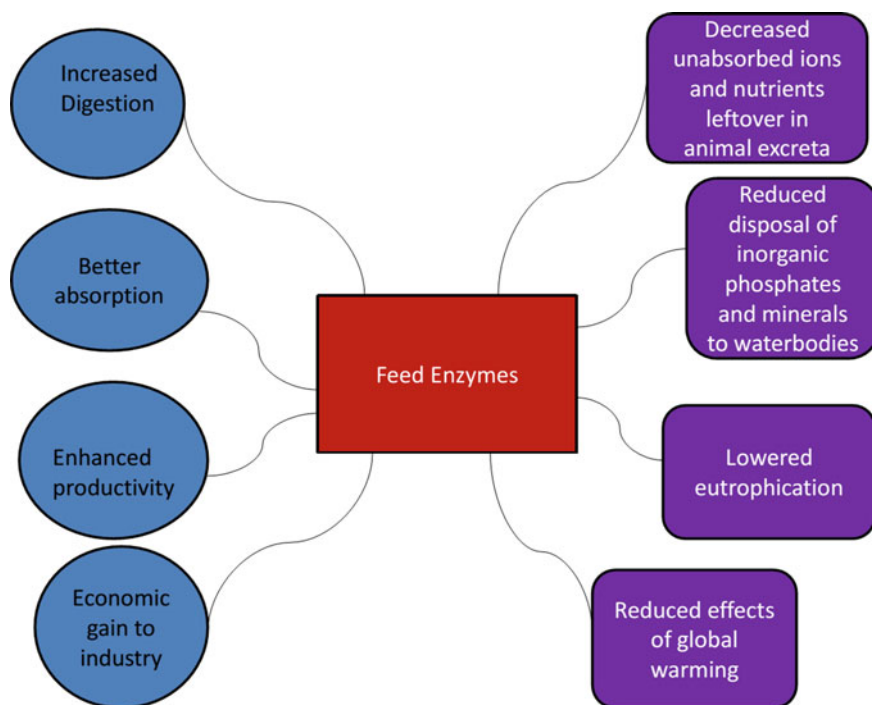 Increased
Digestion
Better
absorption
Enhanced
productivity
Economic
gain to
industry
Feed Enzymes
Decreased
unabsorbed ions
and nutrients
leftover in
animal excreta
Reduced
disposal of
inorganic
phosphates
and minerals
to waterbodies
Lowered
eutrophication
Reduced effects
of global
warming